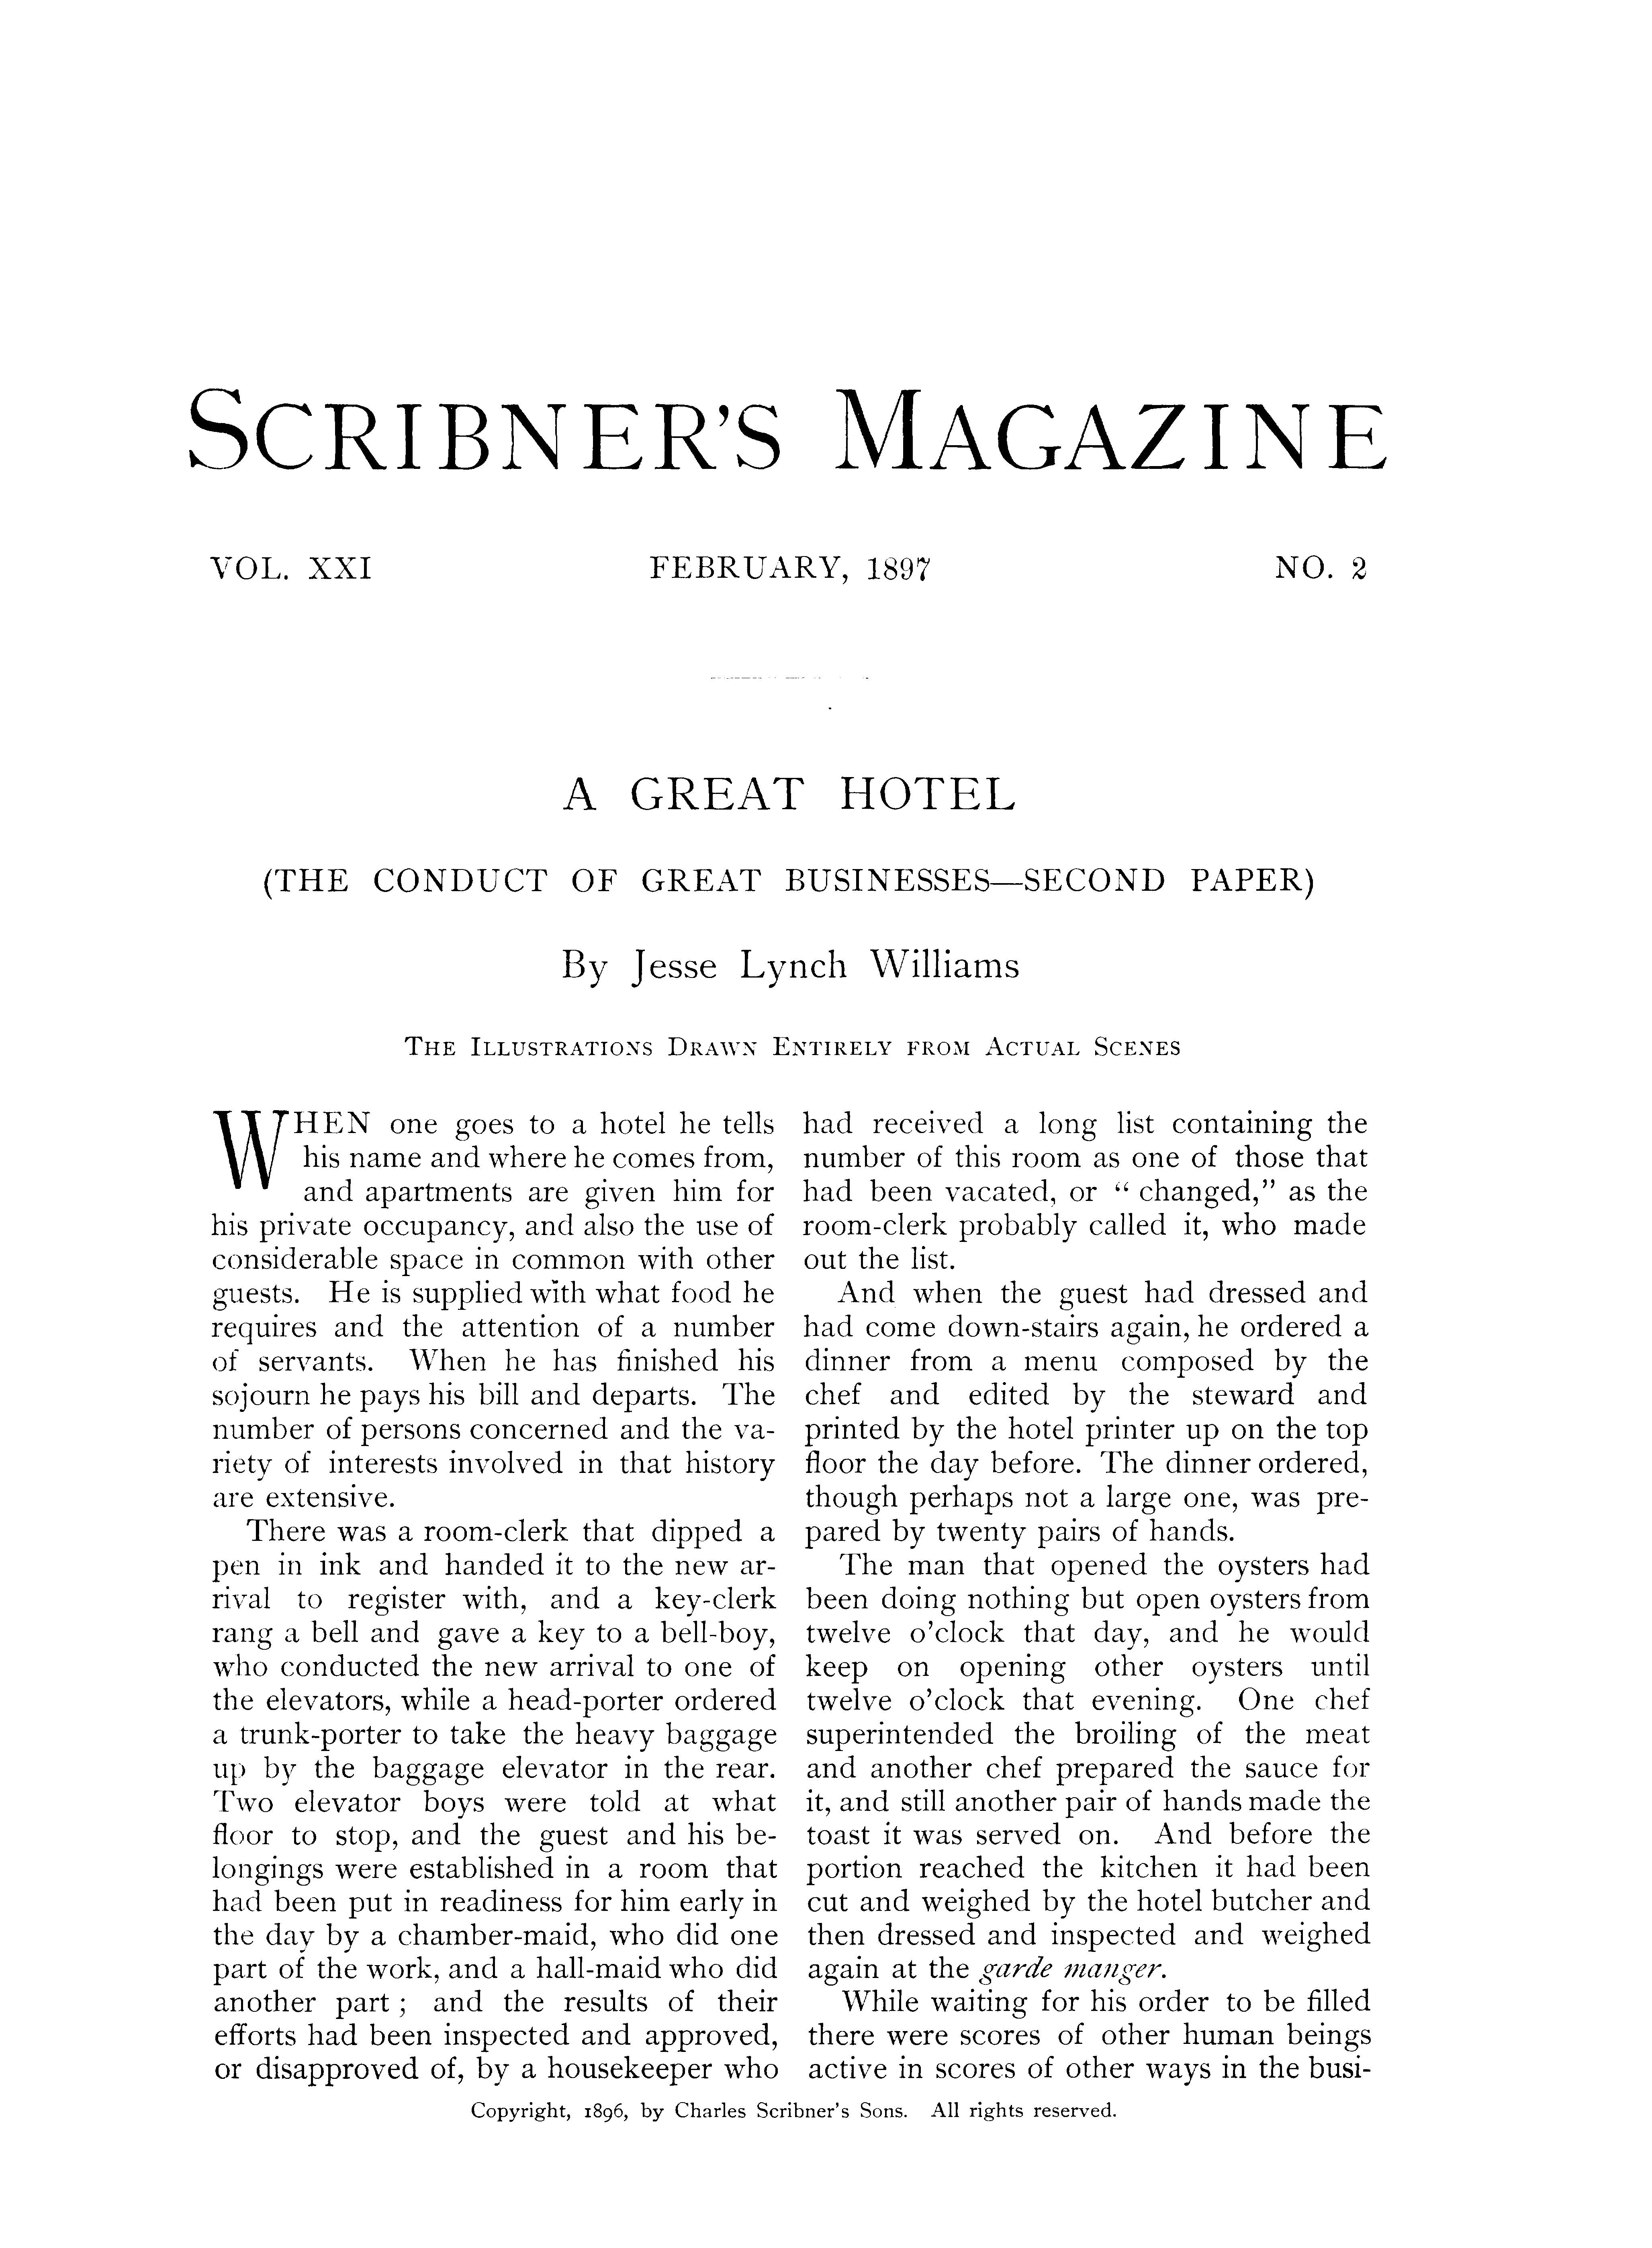 SCRIBNER'S MAGAZINE
VOL. XXI FEBRUARY, 1897 NO. 2
A GREAT HOTEL
(THE CONDUCT OF GREAT BUSINESSES—SECOND PAPER)
By Jesse Lynch Williams
THE ILLUSTRATIONS DRAWN ENTIRELY FROM ACTUAL SCENES
WHEN one goes to a hotel he tells
his name and where he comes from,
and apartments are given him for
his private occupancy, and also the use of
considerable space in common with other
guests. He is supplied with what food he
requires and the attention of a number
of servants. When he has finished his
sojourn he pays his bill and departs. The
number of persons concerned and the va-
riety of interests involved in that history
are extensive.
There was a room-clerk that dipped a
pen in ink and handed it to the new ar-
rival to register with, and a key-clerk
rang a bell and gave a key to a bell-boy,
who conducted the new arrival to one of
the elevators, while a head-porter ordered
a trunk-porter to take the heavy baggage
up by the baggage elevator in the rear.
Two elevator boys were told at what
floor to stop, and the guest and his be-
longings were established in a room that
had been put in readiness for him early in
the day by a chamber-maid, who did one
part of the work, and a hall-maid who did
another part ; and the results of their
efforts had been inspected and approved,
or disapproved of, by a housekeeper who
had received a long list containing the
number of this room as one of those that
had been vacated, or “ changed,” as the
room-clerk probably called it, who made
out the list.
And when the guest had dressed and
had come down-stairs again, he ordered a
dinner from a menu composed by the
chef and edited by the steward and
printed by the hotel printer up on the top
floor the day before. The dinner ordered,
though perhaps not a large one, was pre-
pared by twenty pairs of hands.
The man that opened the oysters had
been doing nothing but open oysters from
twelve o'clock that day, and he would
keep on opening other oysters until
twelve o'clock that evening. One chef
superintended the broiling of the meat
and another chef prepared the sauce for
it, and still another pair of hands made the
toast it was served on. And before the
portion reached the kitchen it had been
cut and weighed by the hotel butcher and
then dressed and inspected and weighed
again at the garde manger.
While waiting for his order to be filled
there were scores of other human beings
active in scores of other ways in the busi-
Copyright, 1896, by Charles Scribner's Sons. All rights reserved.